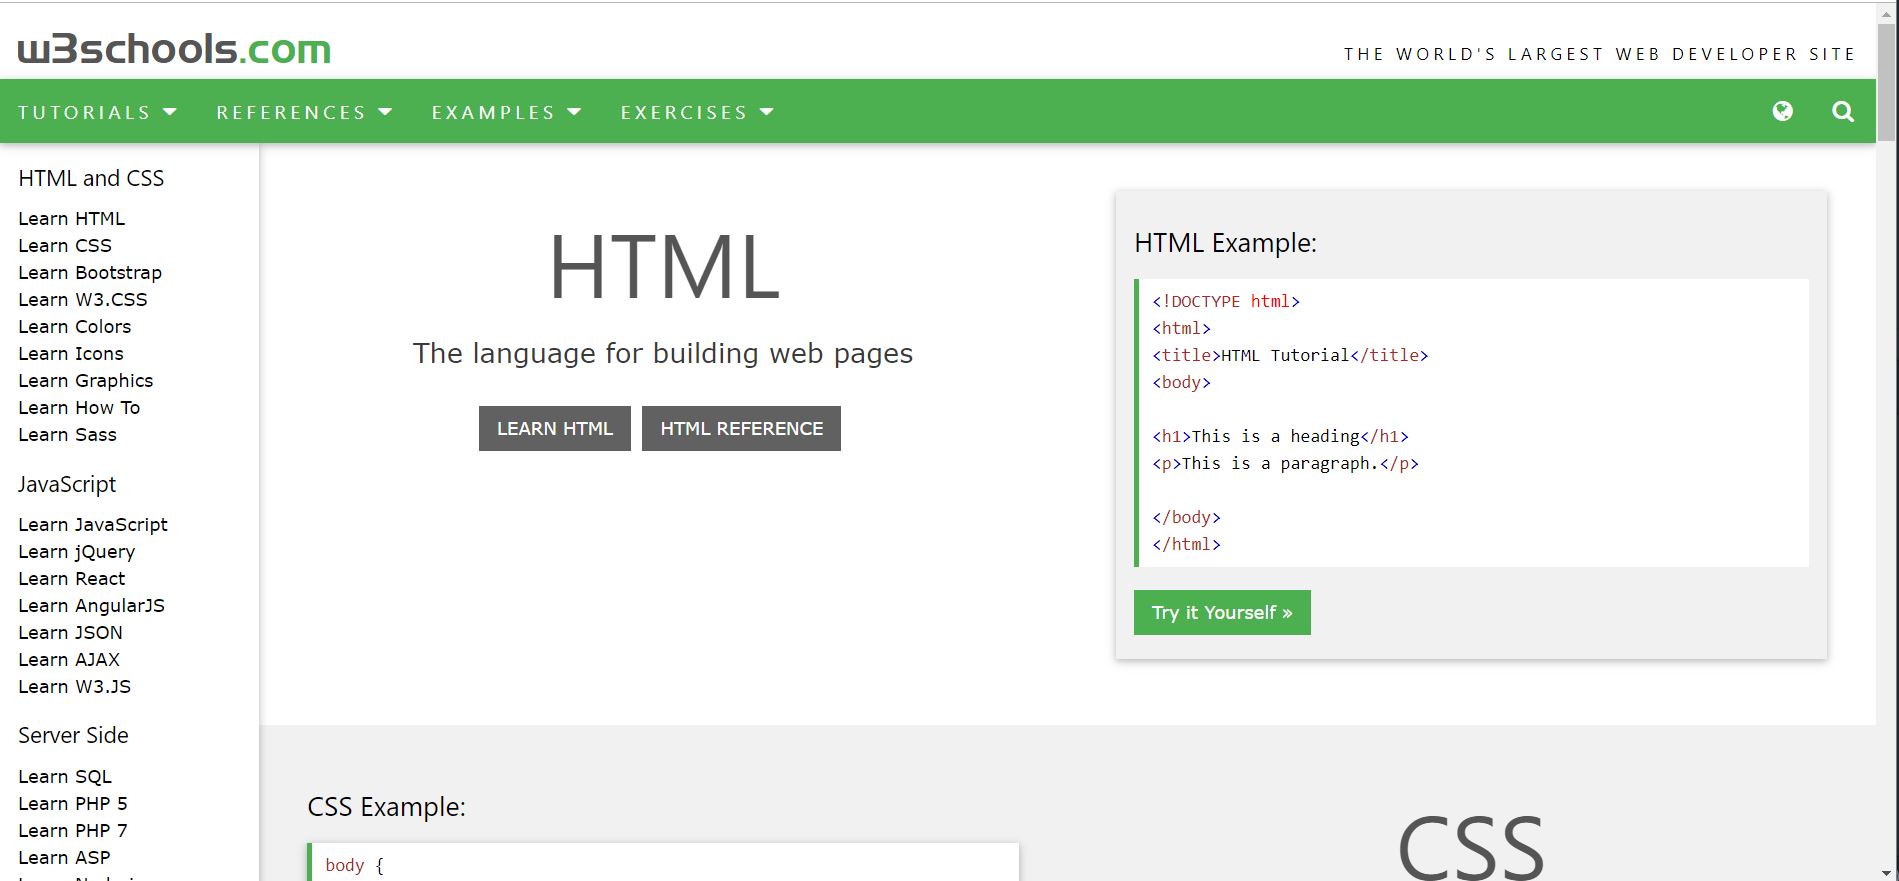 w3schools.com
THE WORLD'S LARGEST WEB DEVELOPER SITE
TUTORIALS REFERENCES EXAMPLES EXERCISES
HTML and CSS
Learn HTML
Learn CSS
Learn Bootstrap
Learn W3.CSS
Learn Colors
Learn Icons
Learn Graphics
Learn How To
Learn Sass
JavaScript
Learn JavaScript
Learn jQuery
Learn React
Learn AngularJS
Learn JSON
Learn AJAX
Learn W3.JS
Server Side
Learn SQL
Learn PHP 5
Learn PHP 7
Learn ASP
HTML
The language for building web pages
LEARN HTML HTML REFERENCE
HTML Example:
<!DOCTYPE html>
<html>
<title>HTML Tutorial</title>
<body>
<h1>This is a heading</h1>
<p>This is a paragraph.</p>
</body>
</html>
Try it Yourself »
CSS Example:
body {
CSS